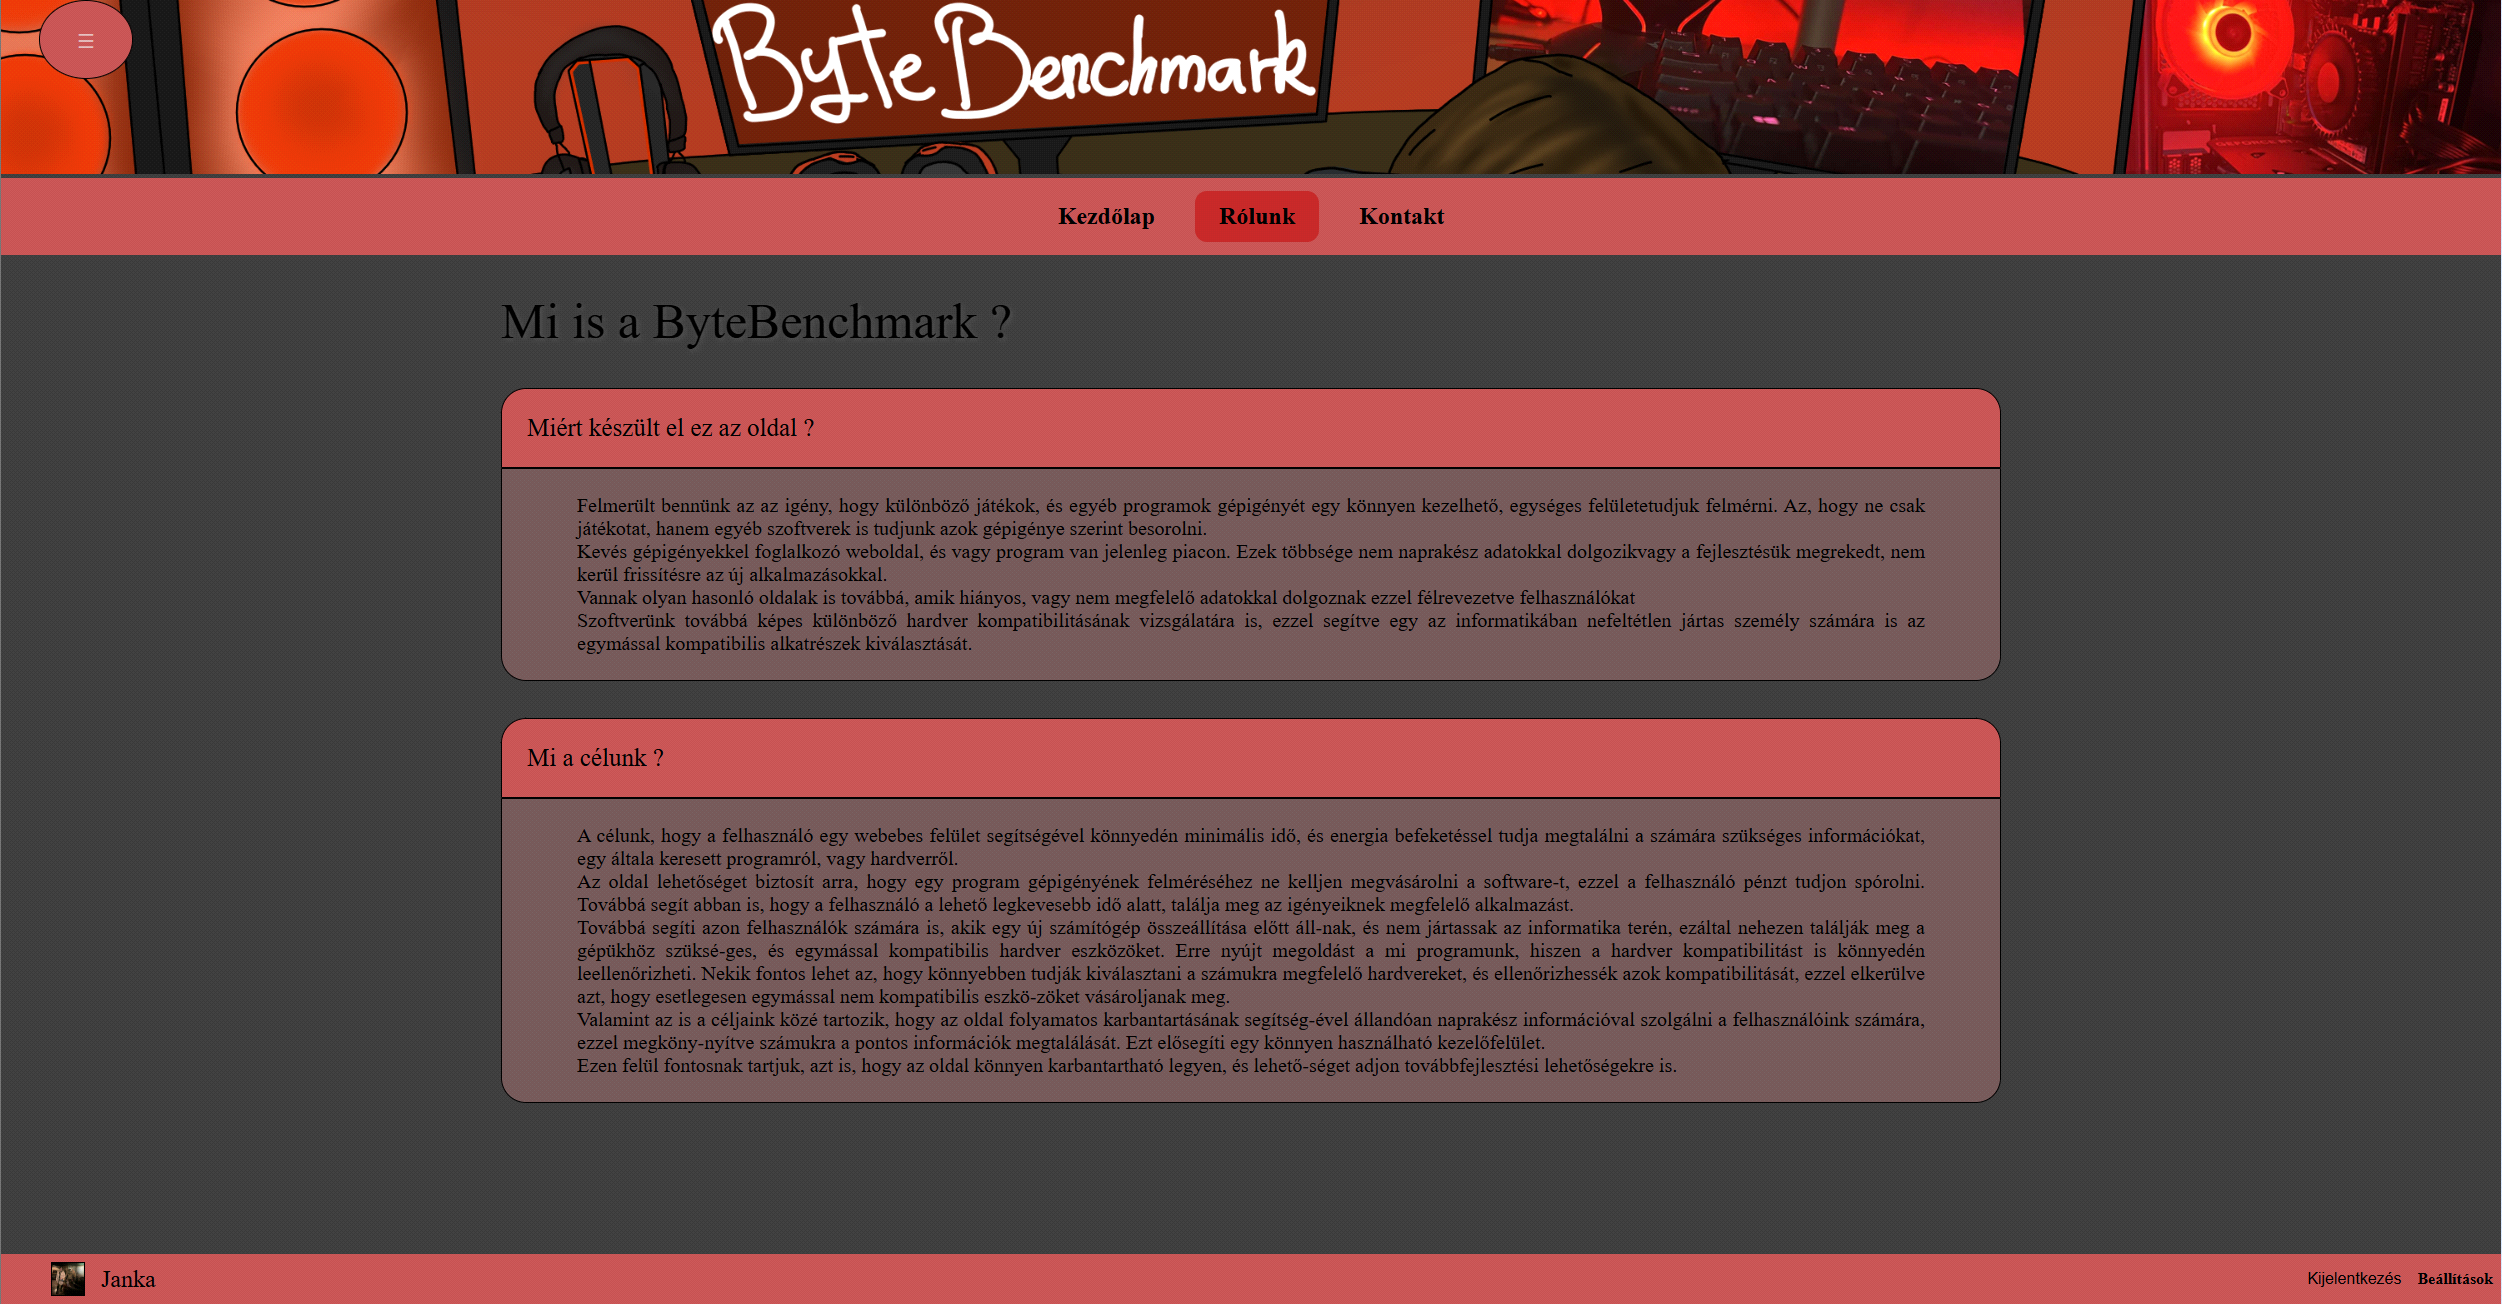 ByteBenchmark
☰
Kezdőlap Rólunk Kontakt
Mi is a ByteBenchmark ?
Miért készült el ez az oldal ?
Felmerült bennünk az az igény, hogy különböző játékok, és egyéb programok gépigényét egy könnyen kezelhető, egységes felületetudjuk felmérni. Az, hogy ne csak
játékotat, hanem egyéb szoftverek is tudjunk azok gépigénye szerint besorolni.
Kevés gépigényekkel foglalkozó weboldal, és vagy program van jelenleg piacon. Ezek többsége nem naprakész adatokkal dolgozikvagy a fejlesztésük megrekedt, nem
kerül frissítésre az új alkalmazásokkal.
Vannak olyan hasonló oldalak is továbbá, amik hiányos, vagy nem megfelelő adatokkal dolgoznak ezzel félrevezetve felhasználókat
Szoftverünk továbbá képes különböző hardver kompatibilitásának vizsgálatára is, ezzel segítve egy az informatikában nefeltétlen jártas személy számára is az
egymással kompatibilis alkatrészek kiválasztását.
Mi a célunk ?
A célunk, hogy a felhasználó egy webebes felület segítségével könnyedén minimális idő, és energia befeketéssel tudja megtalálni a számára szükséges információkat,
egy általa keresett programról, vagy hardverről.
Az oldal lehetőséget biztosít arra, hogy egy program gépigényének felméréséhez ne kelljen megvásárolni a software-t, ezzel a felhasználó pénzt tudjon spórolni.
Továbbá segít abban is, hogy a felhasználó a lehető legkevesebb idő alatt, találja meg az igényeiknek megfelelő alkalmazást.
Továbbá segíti azon felhasználók számára is, akik egy új számítógép összeállítása előtt áll-nak, és nem jártassak az informatika terén, ezáltal nehezen találják meg a
gépükhöz szüksé-ges, és egymással kompatibilis hardver eszközöket. Erre nyújt megoldást a mi programunk, hiszen a hardver kompatibilitást is könnyedén
leellenőrizheti. Nekik fontos lehet az, hogy könnyebben tudják kiválasztani a számukra megfelelő hardvereket, és ellenőrizhessék azok kompatibilitását, ezzel elkerülve
azt, hogy esetlegesen egymással nem kompatibilis eszkö-zöket vásároljanak meg.
Valamint az is a céljaink közé tartozik, hogy az oldal folyamatos karbantartásának segítség-ével állandóan naprakész információval szolgálni a felhasználóink számára,
ezzel megköny-nyítve számukra a pontos információk megtalálását. Ezt elősegíti egy könnyen használható kezelőfelület.
Ezen felül fontosnak tartjuk, azt is, hogy az oldal könnyen karbantartható legyen, és lehető-séget adjon továbbfejlesztési lehetőségekre is.
Janka
Kijelentkezés Beállítások